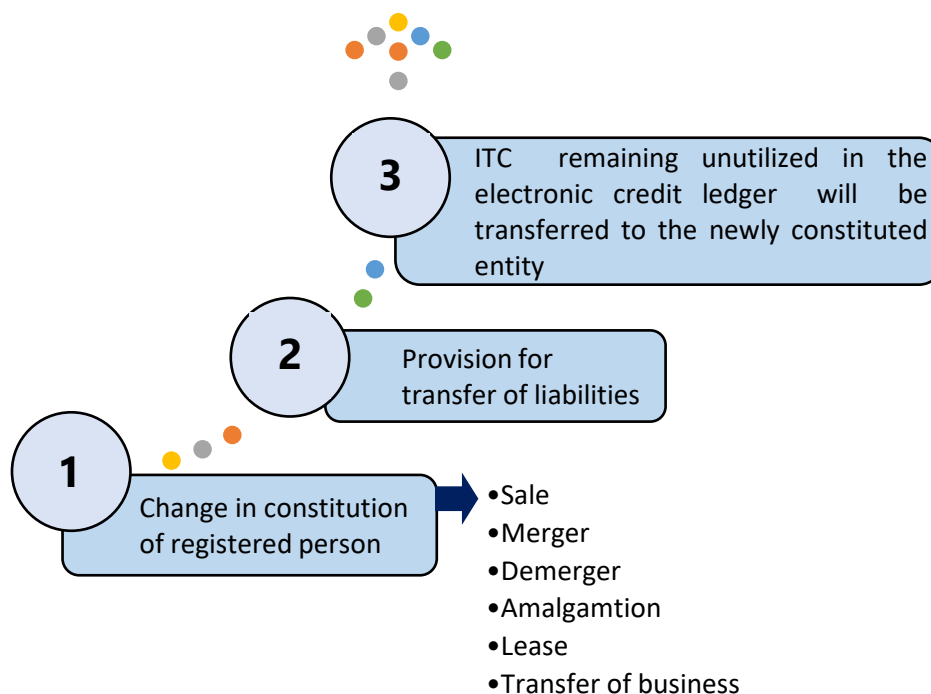 1
Change in constitution
of registered person
•Sale
•Merger
•Demerger
•Amalgamtion
•Lease
•Transfer of business
2
Provision for
transfer of liabilities
3
ITC remaining unutilized in the
electronic credit ledger will be
transferred to the newly constituted
entity